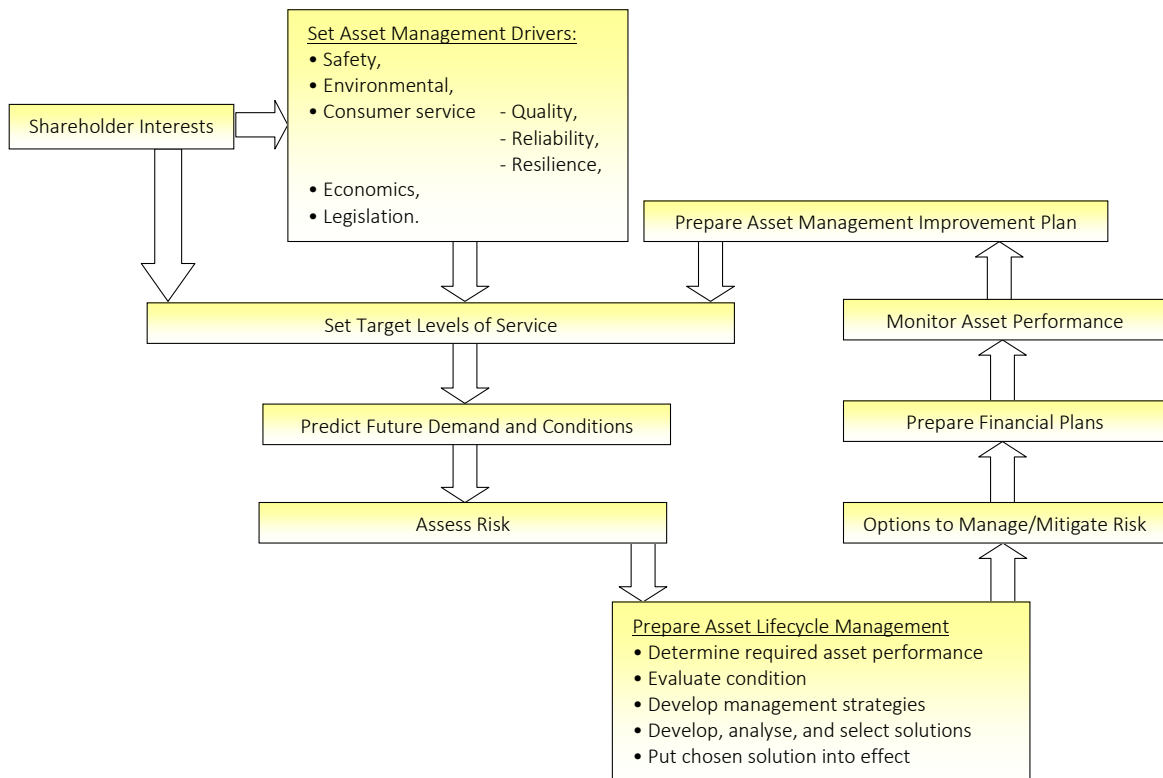 Set Asset Management Drivers:
• Safety,
• Environmental,
• Consumer service - Quality,
- Reliability,
- Resilience,
• Economics,
• Legislation.
Shareholder Interests
Prepare Asset Management Improvement Plan
Set Target Levels of Service
Monitor Asset Performance
Predict Future Demand and Conditions
Prepare Financial Plans
Assess Risk
Options to Manage/Mitigate Risk
Prepare Asset Lifecycle Management
• Determine required asset performance
• Evaluate condition
• Develop management strategies
• Develop, analyse, and select solutions
• Put chosen solution into effect